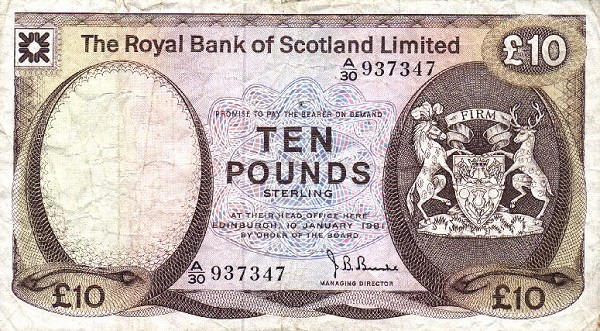 The Royal Bank of Scotland Limited
£10
A/30 937347
PROMISE TO PAY THE BEARER ON DEMAND
FIRM
TEN
POUNDS
STERLING
AT THEIR HEAD OFFICE HERE
EDINBURGH, 10 JANUARY 1981
BY ORDER OF THE BOARD
A/30 937347
MANAGING DIRECTOR
£10
£10